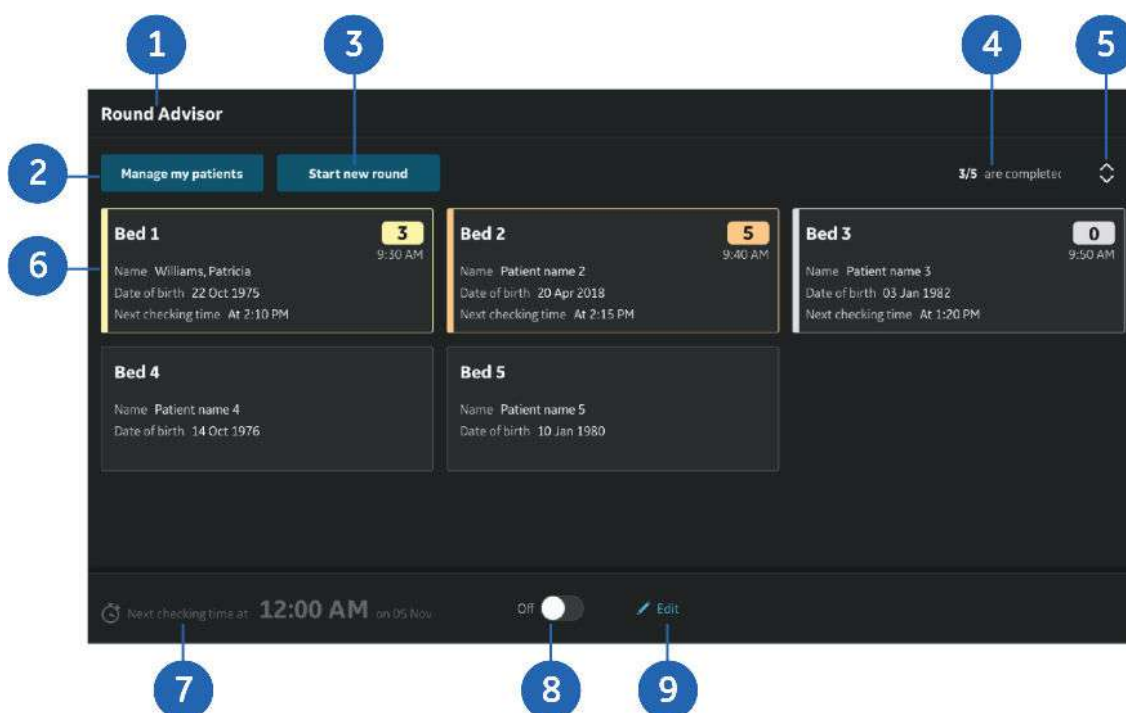 1
3
4
5
Round Advisor
2
Manage my patients
Start new round
3/5 are completed
6
Bed 1
3
9:30 AM
Name Williams, Patricia
Date of birth 22 Oct 1975
Next checking time At 2:10 PM
Bed 2
5
9:40 AM
Name Patient name 2
Date of birth 20 Apr 2018
Next checking time At 2:15 PM
Bed 3
0
9:50 AM
Name Patient name 3
Date of birth 03 Jan 1982
Next checking time At 1:20 PM
Bed 4
Name Patient name 4
Date of birth 14 Oct 1976
Bed 5
Name Patient name 5
Date of birth 10 Jan 1980
Next checking time at 12:00 AM on 05 Nov
Off
Edit
7
8
9